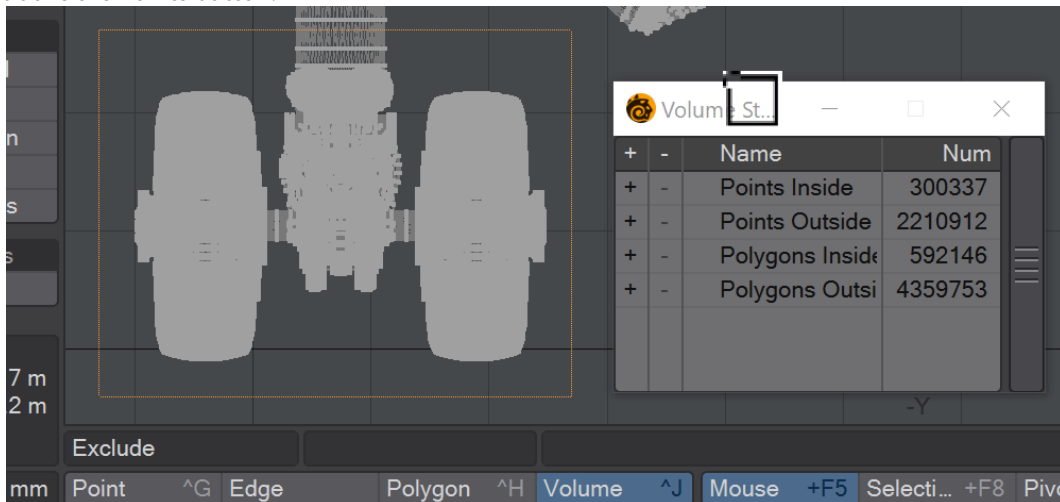 Volume St...
+ - Name Num
+ - Points Inside 300337
+ - Points Outside 2210912
+ - Polygons Inside 592146
+ - Polygons Outsi 4359753
n
s
s
7 m
.2 m
-Y
Exclude
mm Point ^G Edge Polygon ^H Volume ^J Mouse +F5 Selecti... +F8 Piv